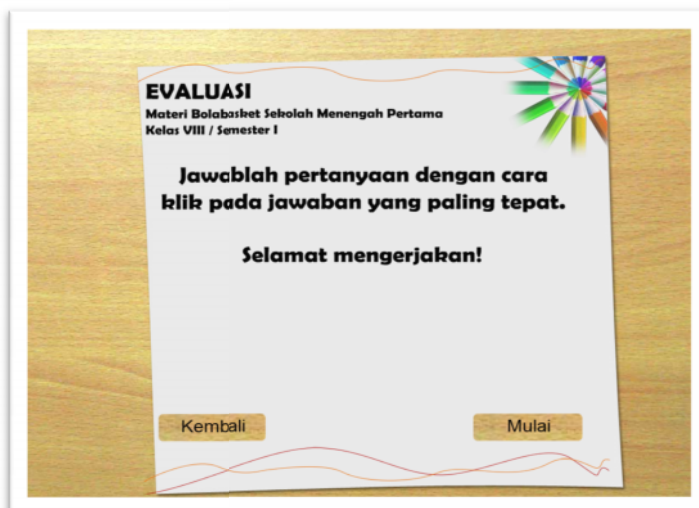 EVALUASI
Materi Bolabasket Sekolah Menengah Pertama
Kelas VIII / Semester I
Jawablah pertanyaan dengan cara
klik pada jawaban yang paling tepat.
Selamat mengerjakan!
Kembali
Mulai